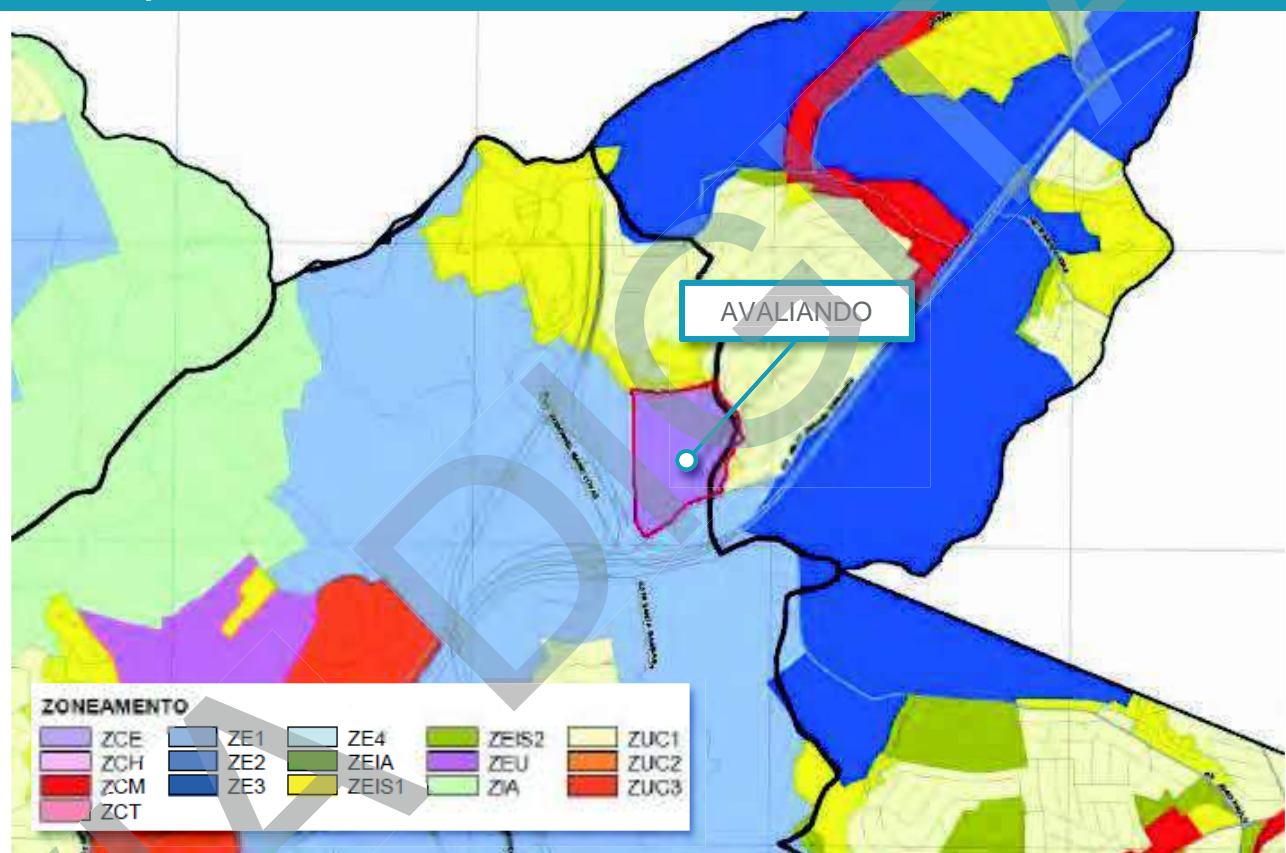 AVALIANDO
ZONEAMENTO
ZCE
ZE1
ZE4
ZEIS2
ZUC1
ZCH
ZE2
ZEIA
ZEU
ZUC2
ZCM
ZE3
ZEIS1
ZIA
ZUC3
ZCT